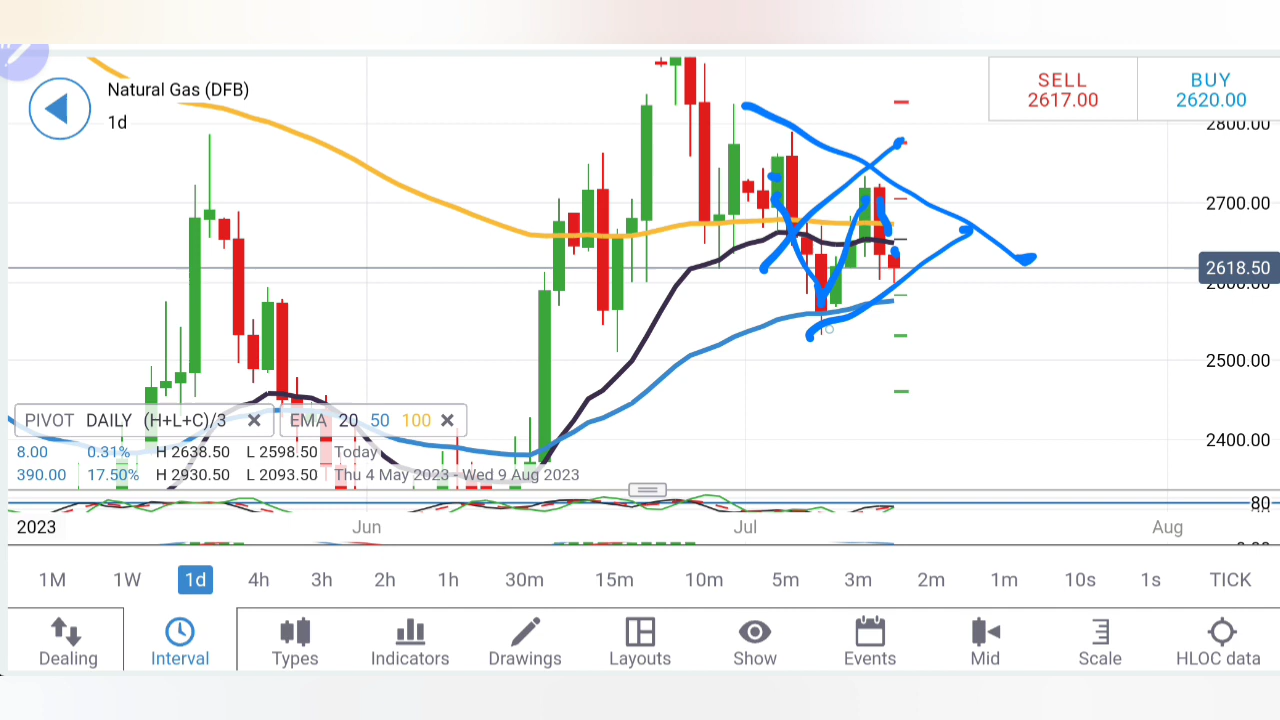 Natural Gas (DFB)
1d
SELL
2617.00
BUY
2620.00
2800.00
2700.00
2618.50
2600.00
2500.00
2400.00
PIVOT DAILY (H+L+C)/3
EMA 20 50 100
8.00 0.31% H 2638.50 L 2598.50 Today
390.00 17.50% H 2930.50 L 2093.50 Thu 4 May 2023 - Wed 9 Aug 2023
80
2023 Jun Jul Aug
1M 1W 1d 4h 3h 2h 1h 30m 15m 10m 5m 3m 2m 1m 10s 1s TICK
Dealing Interval Types Indicators Drawings Layouts Show Events Mid Scale HLOC data